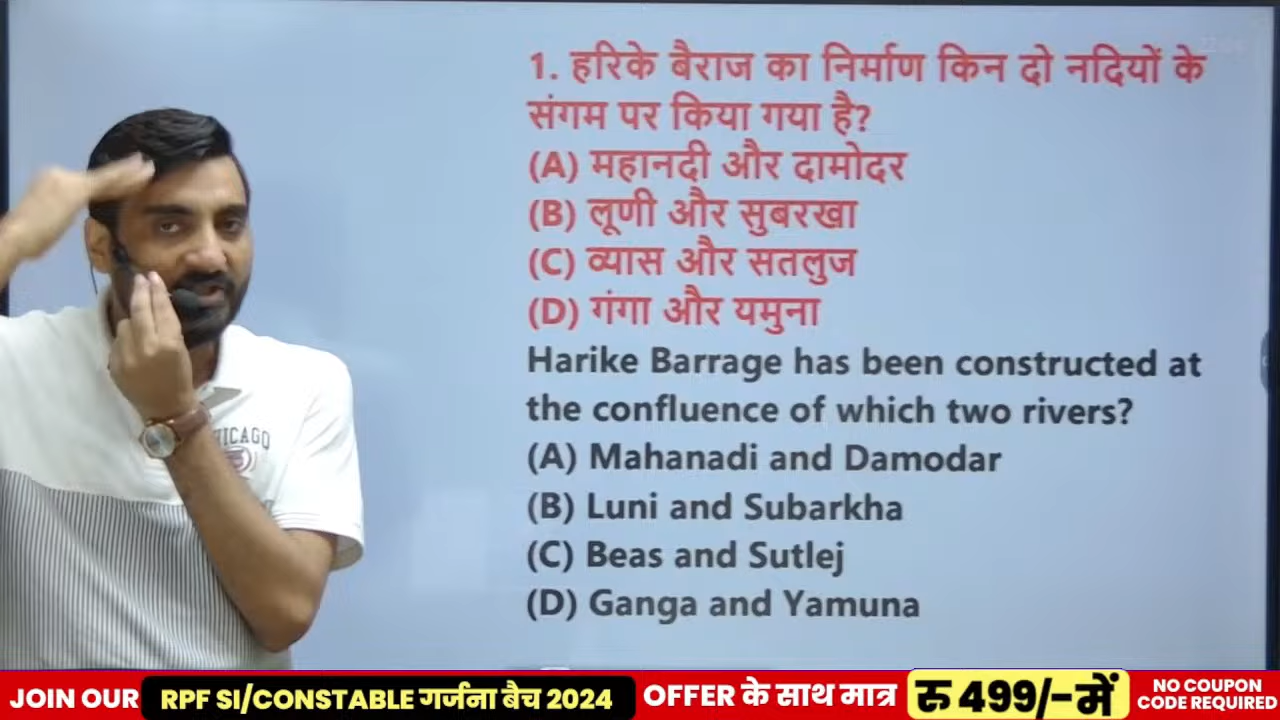 1. हरिके बैराज का निर्माण किन दो नदियों के
संगम पर किया गया है?
(A) महानदी और दामोदर
(B) लूणी और सुबरखा
(C) व्यास और सतलुज
(D) गंगा और यमुना
Harike Barrage has been constructed at
the confluence of which two rivers?
(A) Mahanadi and Damodar
(B) Luni and Subarkha
(C) Beas and Sutlej
(D) Ganga and Yamuna
HICAGO
JOIN OUR RPF SI/CONSTABLE गर्जना बैच 2024 OFFER के साथ मात्र रु 499/-में NO COUPON
CODE REQUIRED